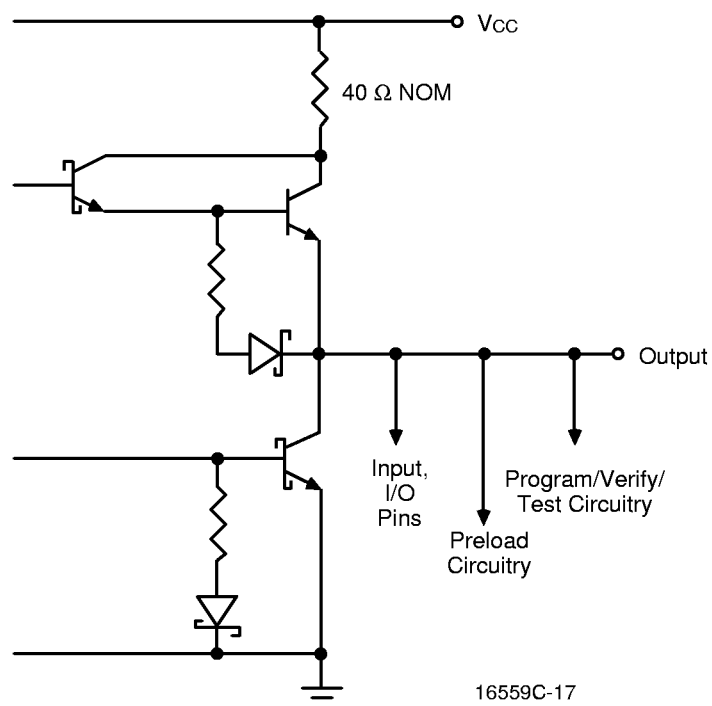 VCC
40 Ω NOM
Output
Input,
I/O
Pins
Program/Verify/
Test Circuitry
Preload
Circuitry
16559C-17